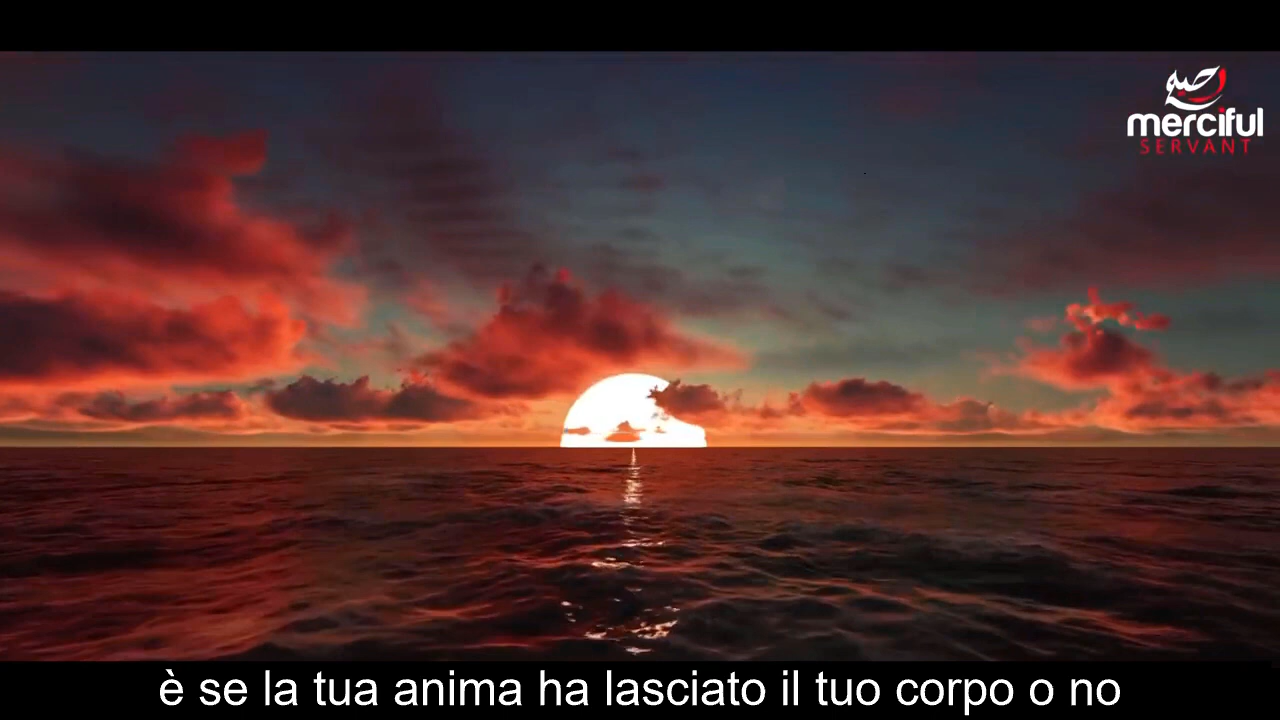 merciful
SERVANT
è se la tua anima ha lasciato il tuo corpo o no